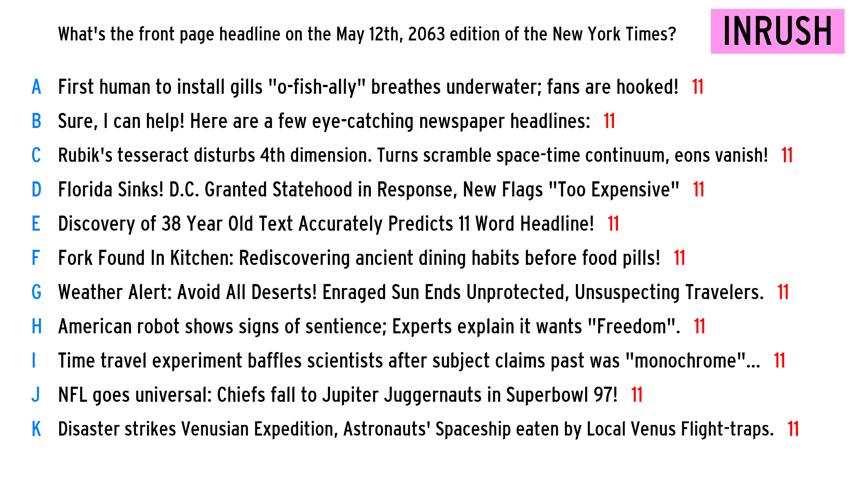 What's the front page headline on the May 12th, 2063 edition of the New York Times?
INRUSH
A First human to install gills "o-fish-ally" breathes underwater; fans are hooked! 11
B Sure, I can help! Here are a few eye-catching newspaper headlines: 11
C Rubik's tesseract disturbs 4th dimension. Turns scramble space-time continuum, eons vanish! 11
D Florida Sinks! D.C. Granted Statehood in Response, New Flags "Too Expensive" 11
E Discovery of 38 Year Old Text Accurately Predicts 11 Word Headline! 11
F Fork Found In Kitchen: Rediscovering ancient dining habits before food pills! 11
G Weather Alert: Avoid All Deserts! Enraged Sun Ends Unprotected, Unsuspecting Travelers. 11
H American robot shows signs of sentience; Experts explain it wants "Freedom". 11
I Time travel experiment baffles scientists after subject claims past was "monochrome"... 11
J NFL goes universal: Chiefs fall to Jupiter Juggernauts in Superbowl 97! 11
K Disaster strikes Venusian Expedition, Astronauts' Spaceship eaten by Local Venus Flight-traps. 11